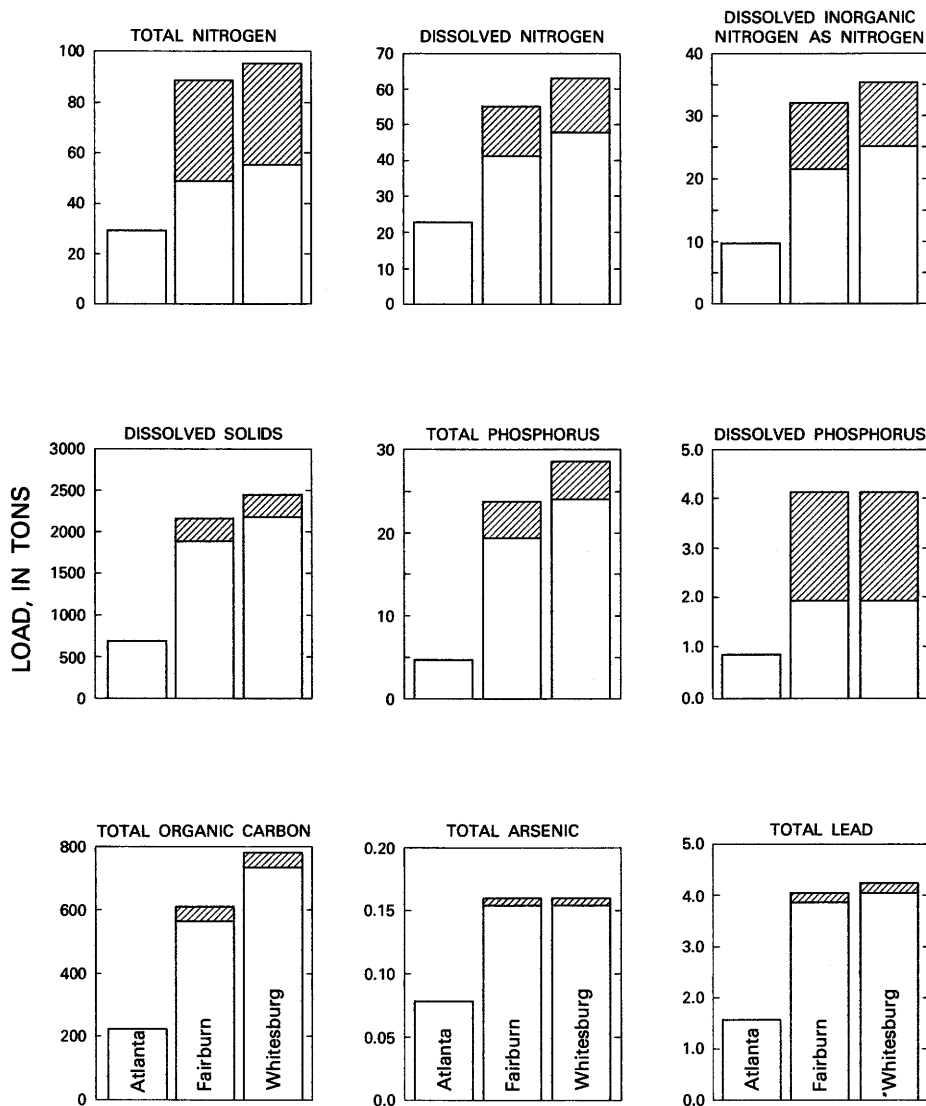 TOTAL NITROGEN
100
80
60
40
20
0
DISSOLVED NITROGEN
70
60
50
40
30
20
10
0
DISSOLVED INORGANIC
NITROGEN AS NITROGEN
40
30
20
10
0
LOAD, IN TONS
DISSOLVED SOLIDS
3000
2500
2000
1500
1000
500
0
TOTAL PHOSPHORUS
30
20
10
0
DISSOLVED PHOSPHORUS
5.0
4.0
3.0
2.0
1.0
0.0
TOTAL ORGANIC CARBON
800
600
400
200
0
Atlanta
Fairburn
Whitesburg
TOTAL ARSENIC
0.20
0.15
0.10
0.05
0.0
Atlanta
Fairburn
Whitesburg
TOTAL LEAD
5.0
4.0
3.0
2.0
1.0
0.0
Atlanta
Fairburn
Whitesburg